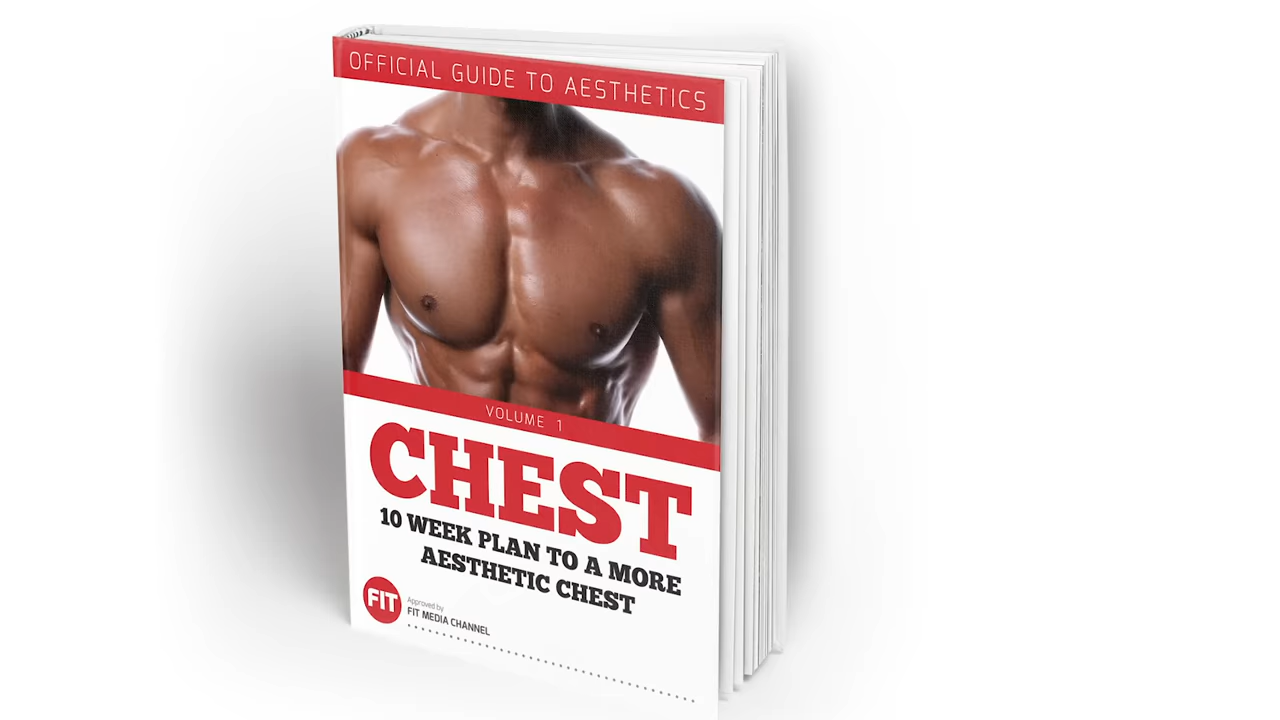 OFFICIAL GUIDE TO AESTHETICS
VOLUME 1
CHEST
10 WEEK PLAN TO A MORE
AESTHETIC CHEST
FIT
Approved by
FIT MEDIA CHANNEL